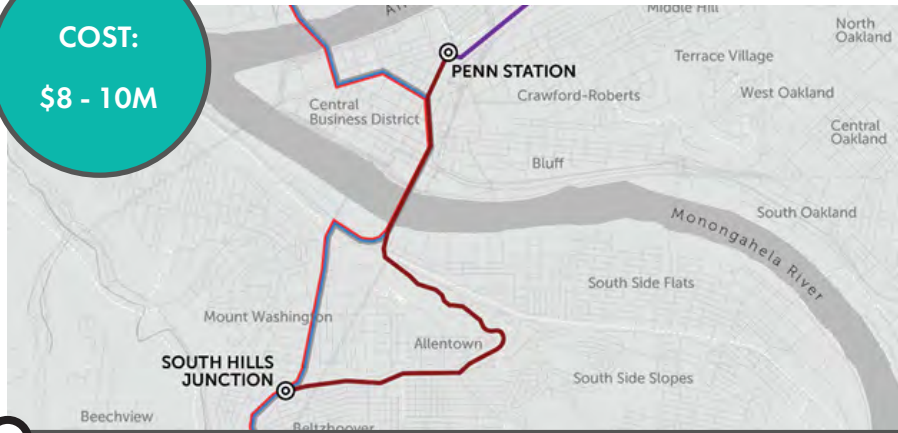 COST:
$8 - 10M
Middle Hill
North
Oakland
Terrace Village
PENN STATION
Crawford-Roberts
West Oakland
Central
Business District
Central
Oakland
Bluff
South Oakland
Monongahela River
South Side Flats
Mount Washington
Allentown
SOUTH HILLS
JUNCTION
South Side Slopes
Beechview
Beltzhoover